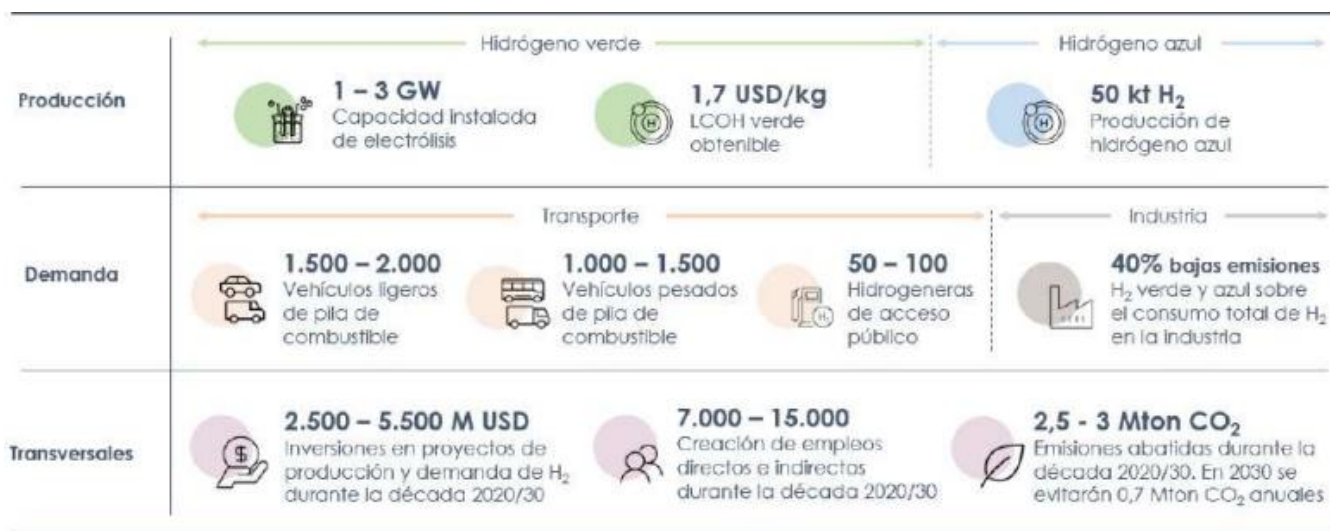 Hidrógeno verde
Hidrógeno azul
Producción
1 – 3 GW
Capacidad instalada
de electrólisis
1,7 USD/kg
LCOH verde
obtenible
50 kt H₂
Producción de
hidrógeno azul
Transporte
Industria
Demanda
1.500 – 2.000
Vehículos ligeros
de pila de
combustible
1.000 – 1.500
Vehículos pesados
de pila de
combustible
50 – 100
Hidrogeneras
de acceso
público
40% bajas emisiones
H₂ verde y azul sobre
el consumo total de H₂
en la industria
Transversales
2.500 – 5.500 M USD
Inversiones en proyectos de
producción y demanda de H₂
durante la década 2020/30
7.000 – 15.000
Creación de empleos
directos e indirectos
durante la década 2020/30
2,5 - 3 Mton CO₂
Emisiones abatidas durante la
década 2020/30. En 2030 se
evitarán 0,7 Mton CO₂ anuales